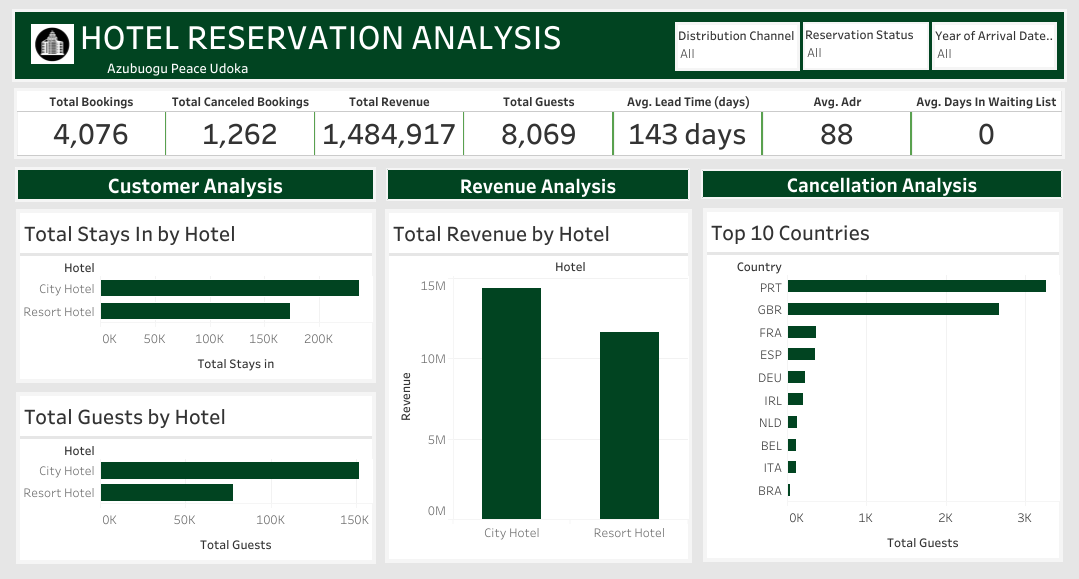 HOTEL RESERVATION ANALYSIS
Azubuogu Peace Udoka
Distribution Channel
All
Reservation Status
All
Year of Arrival Date..
All
Total Bookings
4,076
Total Canceled Bookings
1,262
Total Revenue
1,484,917
Total Guests
8,069
Avg. Lead Time (days)
143 days
Avg. Adr
88
Avg. Days In Waiting List
0
Customer Analysis
Total Stays In by Hotel
Hotel
City Hotel
Resort Hotel
0K 50K 100K 150K 200K
Total Stays in
Total Guests by Hotel
Hotel
City Hotel
Resort Hotel
0K 50K 100K 150K
Total Guests
Revenue Analysis
Total Revenue by Hotel
Hotel
15M
10M
5M
0M
Revenue
City Hotel Resort Hotel
Cancellation Analysis
Top 10 Countries
Country
PRT
GBR
FRA
ESP
DEU
IRL
NLD
BEL
ITA
BRA
0K 1K 2K 3K
Total Guests